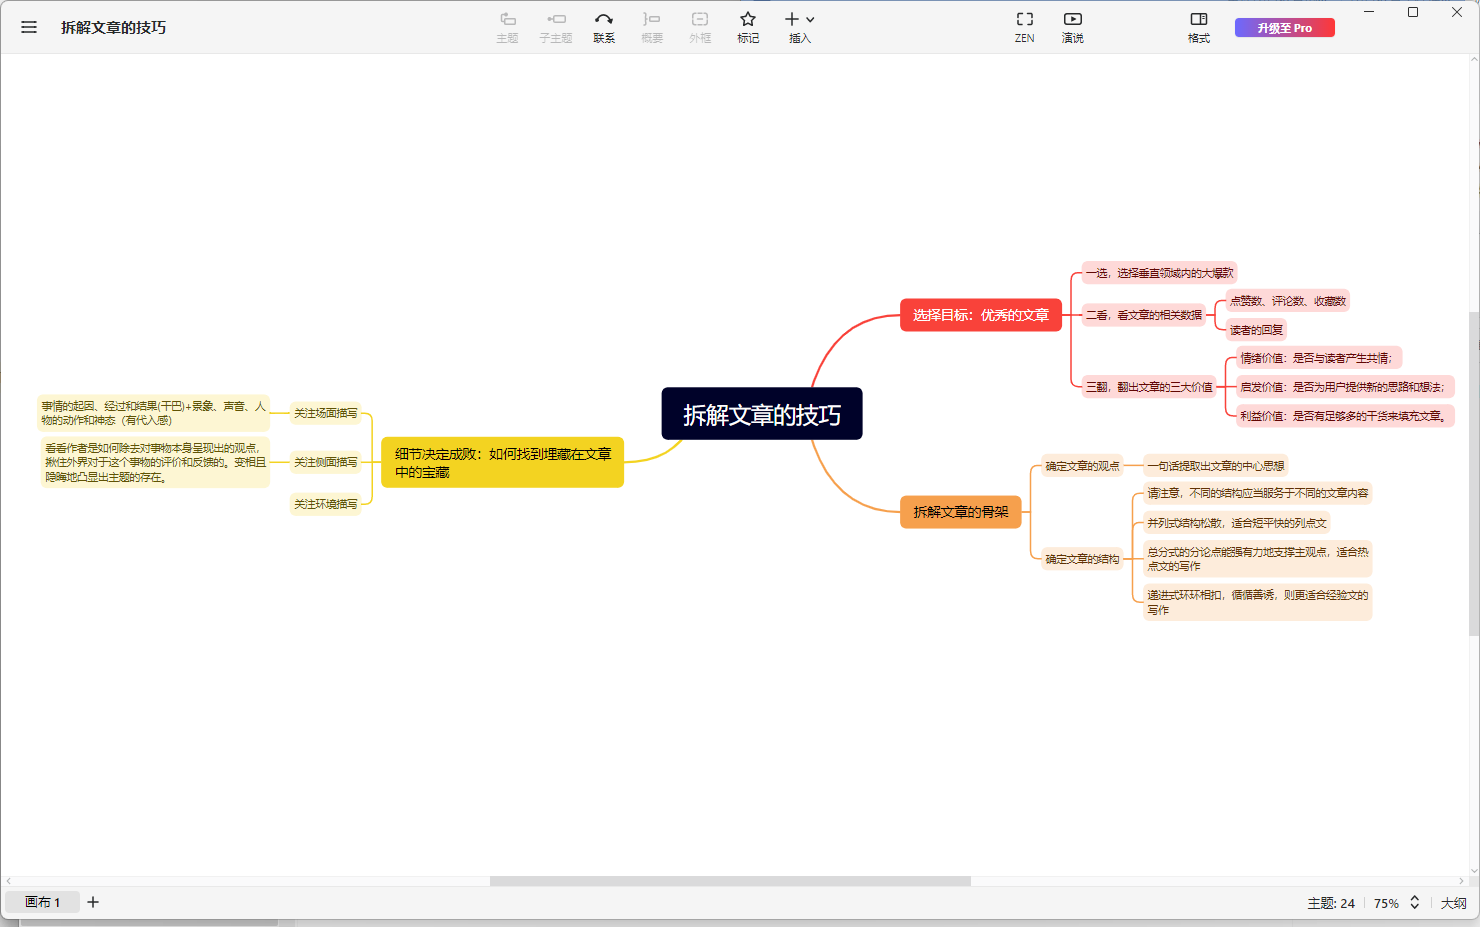 拆解文章的技巧
主题
子主题
联系
概要
外框
标记
插入
ZEN
演说
格式
升级至 Pro
一选，选择垂直领域内的大爆款
选择目标：优秀的文章
二看，看文章的相关数据
点赞数、评论数、收藏数
读者的回复
三翻，翻出文章的三大价值
情绪价值：是否与读者产生共情；
启发价值：是否为用户提供新的思路和想法；
利益价值：是否有足够多的干货来填充文章。
拆解文章的技巧
事情的起因、经过和结果(干巴)+景象、声音、人
物的动作和神态（有代入感）
关注场面描写
看看作者是如何除去对事物本身呈现出的观点，
揪住外界对于这个事物的评价和反馈的。变相且
隐晦地凸显出主题的存在。
关注侧面描写
关注环境描写
细节决定成败：如何找到埋藏在文章
中的宝藏
拆解文章的骨架
确定文章的观点
一句话提取出文章的中心思想
确定文章的结构
请注意，不同的结构应当服务于不同的文章内容
并列式结构松散，适合短平快的列点文
总分式的分论点能强有力地支撑主观点，适合热
点文的写作
递进式环环相扣，循循善诱，则更适合经验文的
写作
画布 1
主题: 24
75%
大纲